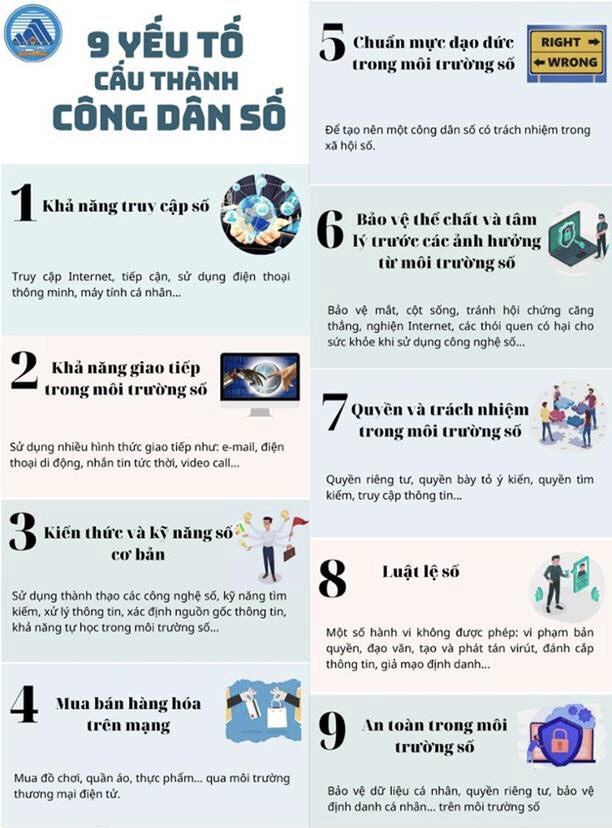 9 YẾU TỐ
CẤU THÀNH
CÔNG DÂN SỐ
1 Khả năng truy cập số
Truy cập Internet, tiếp cận, sử dụng điện thoại
thông minh, máy tính cá nhân...
2 Khả năng giao tiếp
trong môi trường số
Sử dụng nhiều hình thức giao tiếp như: e-mail, điện
thoại di động, nhắn tin tức thời, video call...
3 Kiến thức và kỹ năng số
cơ bản
Sử dụng thành thạo các công nghệ số, kỹ năng tìm
kiếm, xử lý thông tin, xác định nguồn gốc thông tin,
khả năng tự học trong môi trường số...
4 Mua bán hàng hóa
trên mạng
Mua đồ chơi, quần áo, thực phẩm... qua môi trường
thương mại điện tử.
5 Chuẩn mực đạo đức
trong môi trường số
RIGHT
WRONG
Để tạo nên một công dân số có trách nhiệm trong
xã hội số.
6 Bảo vệ thể chất và tâm
lý trước các ảnh hưởng
từ môi trường số
Bảo vệ mắt, cột sống, tránh hội chứng căng
thẳng, nghiện Internet, các thói quen có hại cho
sức khỏe khi sử dụng công nghệ số...
7 Quyền và trách nhiệm
trong môi trường số
Quyền riêng tư, quyền bày tỏ ý kiến, quyền tìm
kiếm, truy cập thông tin...
8 Luật lệ số
Một số hành vi không được phép: vi phạm bản
quyền, đạo văn, tạo và phát tán virút, đánh cắp
thông tin, giả mạo định danh...
9 An toàn trong môi
trường số
Bảo vệ dữ liệu cá nhân, quyền riêng tư, bảo vệ
định danh cá nhân... trên môi trường số